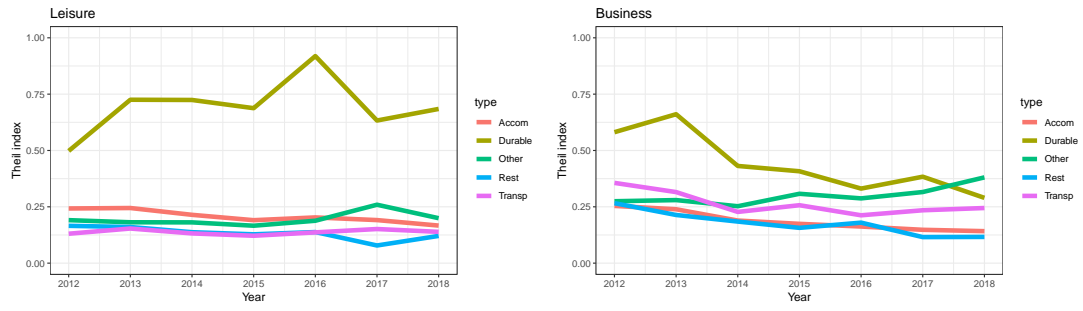 Leisure
1.00
0.75
0.50
0.25
0.00
Theil index
2012 2013 2014 2015 2016 2017 2018
Year
type
Accom
Durable
Other
Rest
Transp
Business
1.00
0.75
0.50
0.25
0.00
Theil index
2012 2013 2014 2015 2016 2017 2018
Year
type
Accom
Durable
Other
Rest
Transp